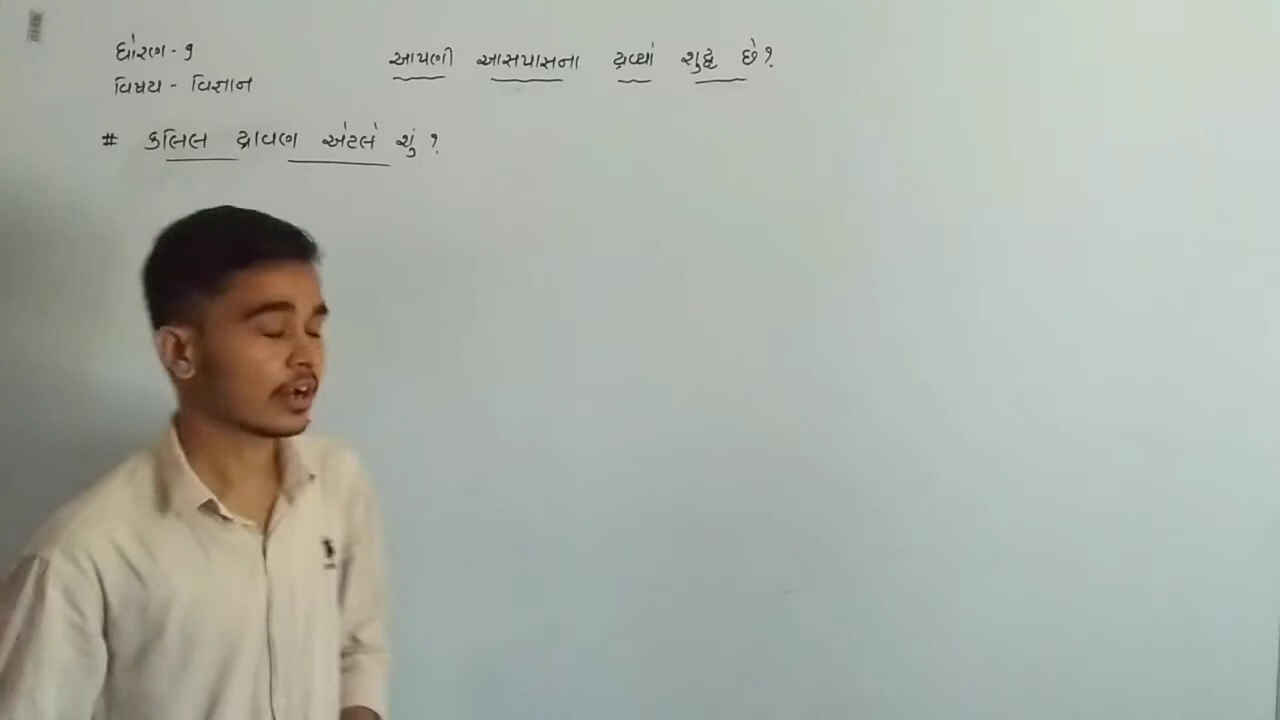 ધોરણ - ૧
આપણી આસપાસના દ્રવ્યો શુદ્ધ છે?
વિષય - વિજ્ઞાન
# કલિલ દ્રાવણ એટલે શું ?